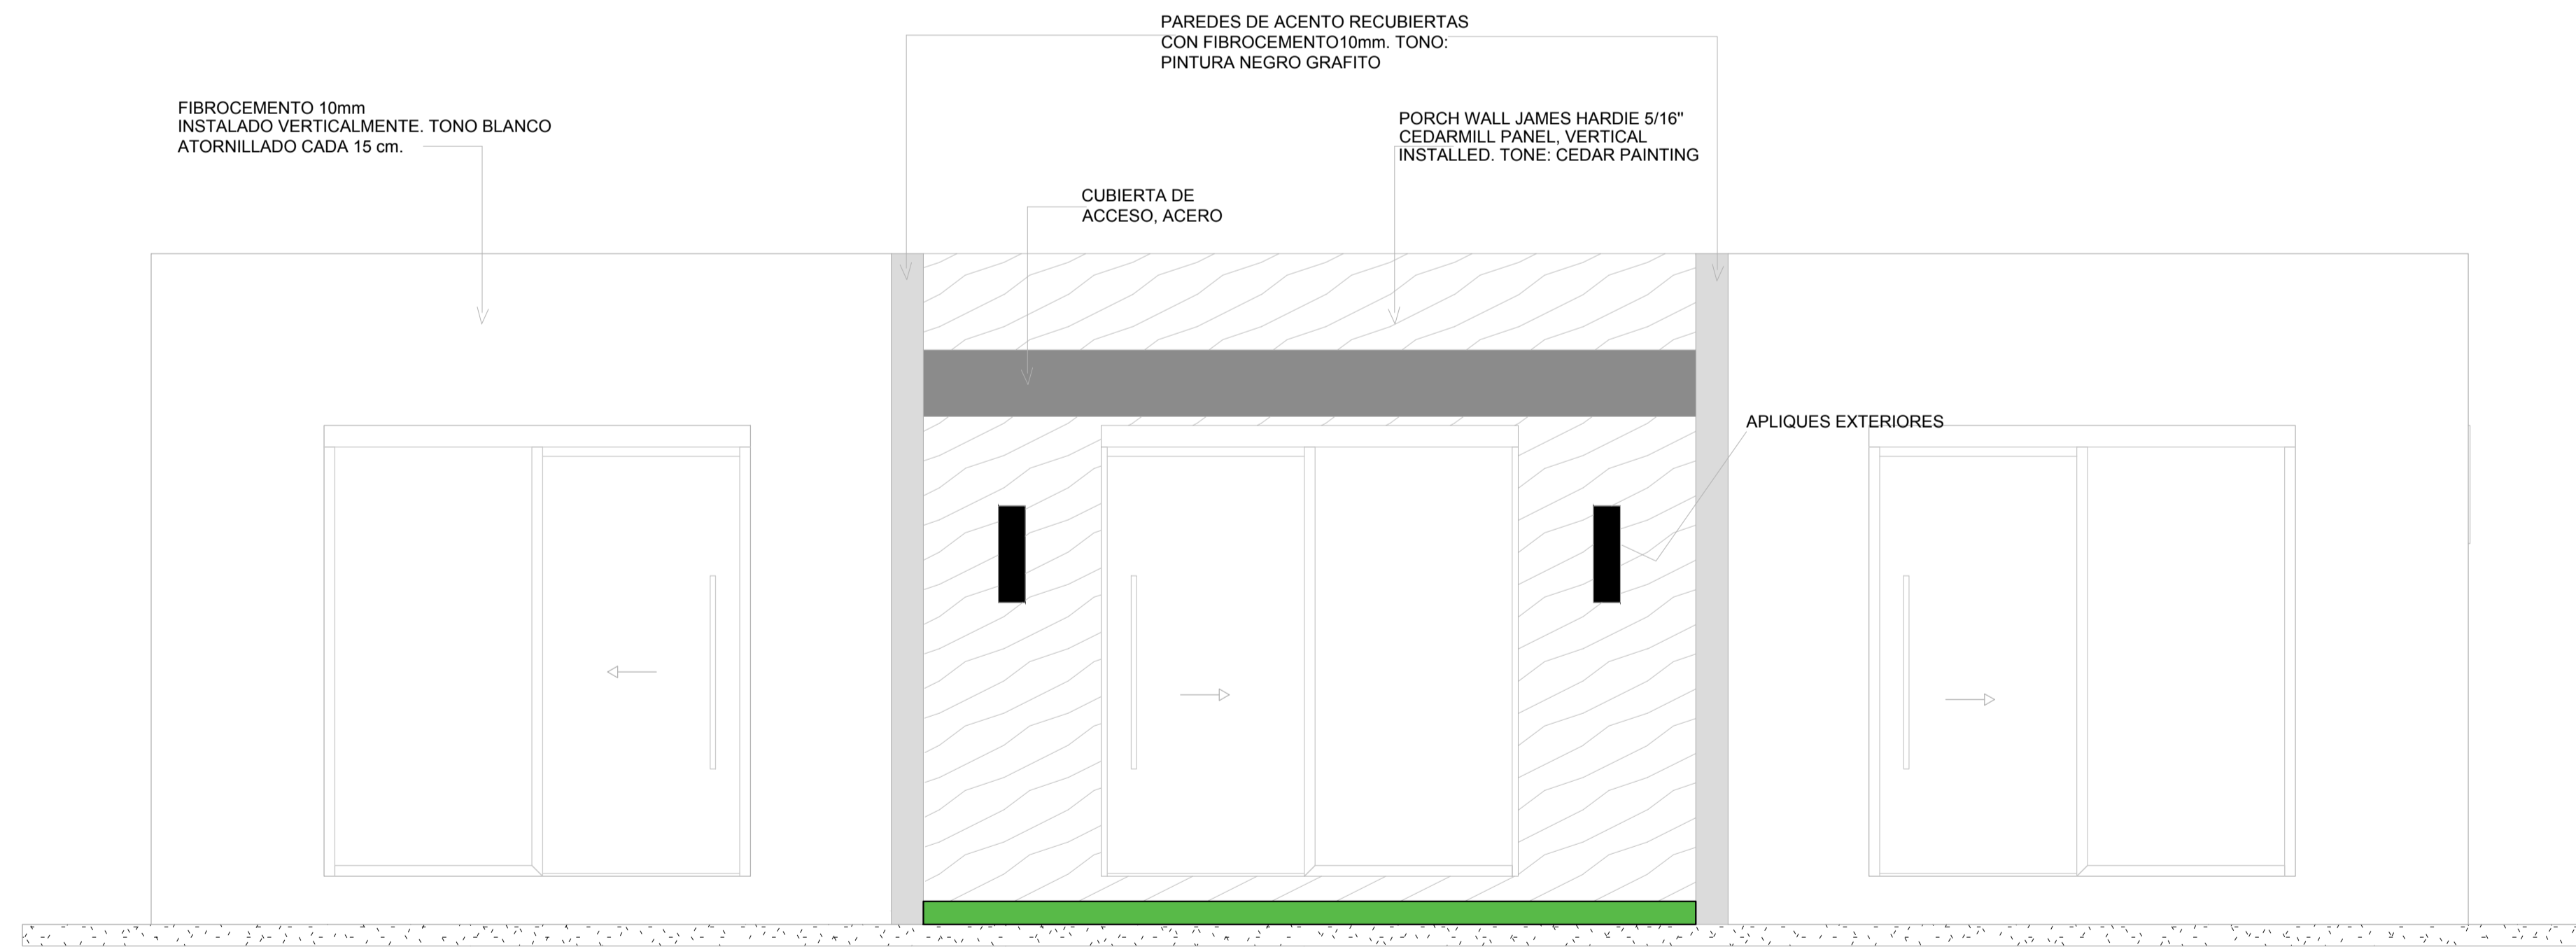 PAREDES DE ACENTO RECUBIERTAS
CON FIBROCEMENTO10mm. TONO:
PINTURA NEGRO GRAFITO
FIBROCEMENTO 10mm
INSTALADO VERTICALMENTE. TONO BLANCO
ATORNILLADO CADA 15 cm.
PORCH WALL JAMES HARDIE 5/16"
CEDARMILL PANEL, VERTICAL
INSTALLED. TONE: CEDAR PAINTING
CUBIERTA DE
ACCESO, ACERO
APLIQUES EXTERIORES